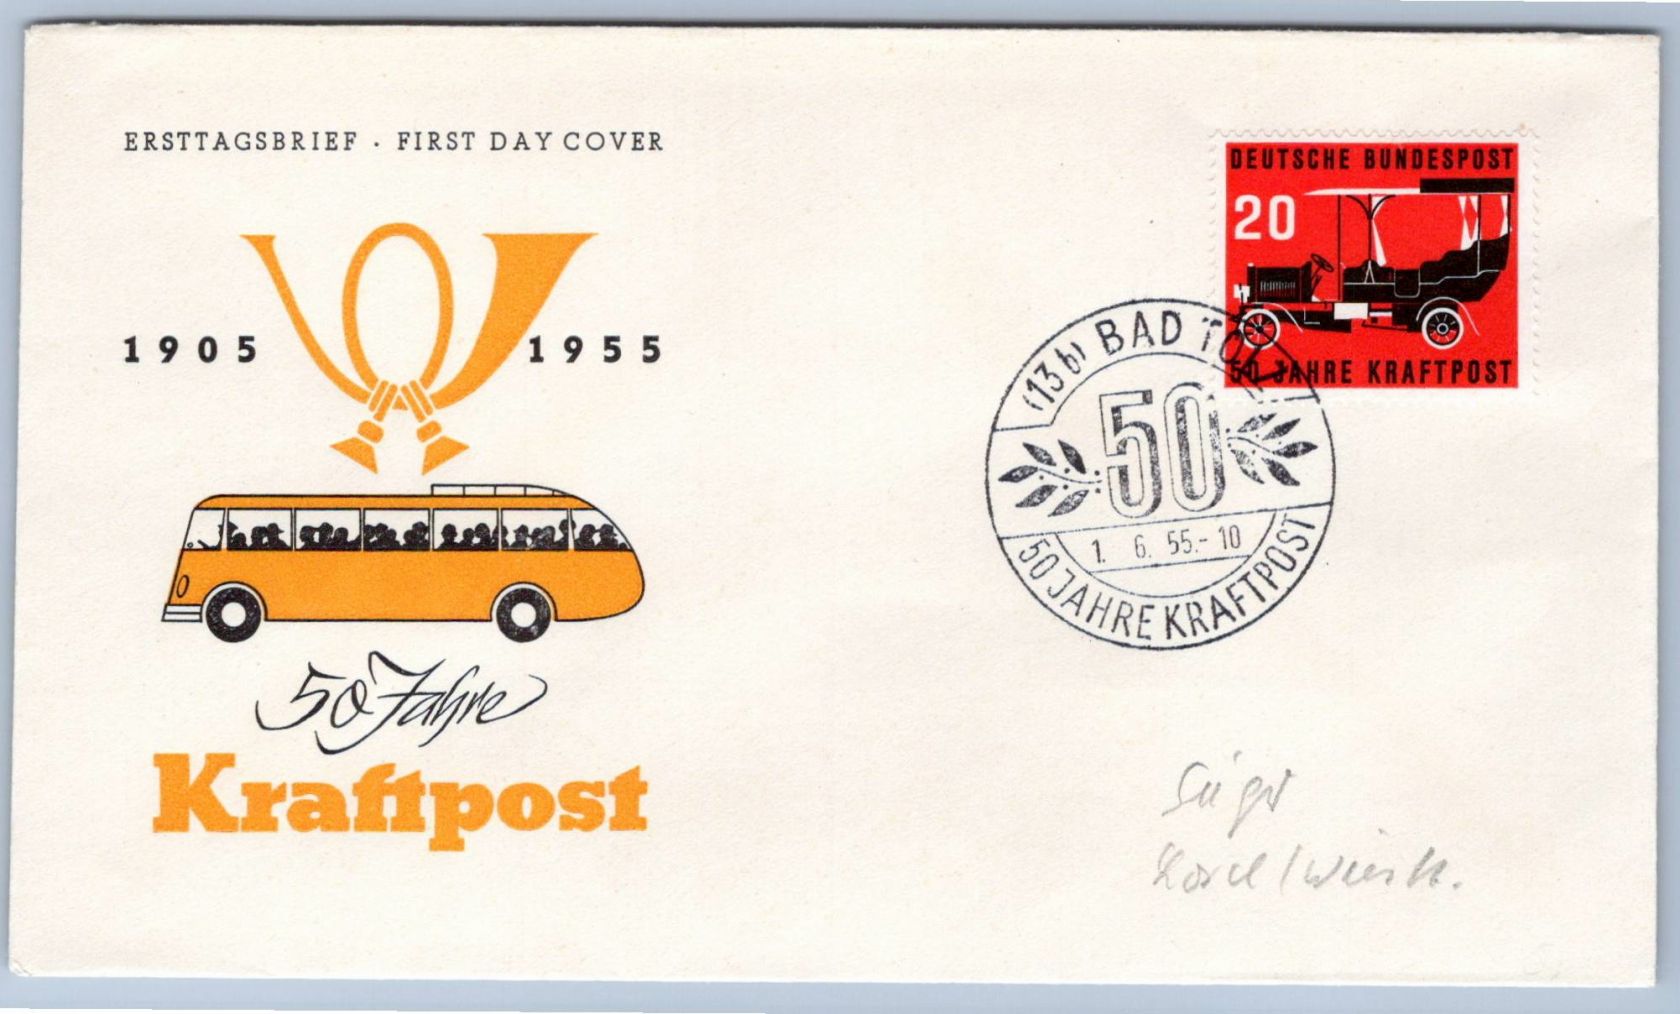 ERSTTAGSBRIEF · FIRST DAY COVER
1905 1955
50 Jahre
Kraftpost
DEUTSCHE BUNDESPOST
20
50 JAHRE KRAFTPOST
(13b) BAD TÖLZ
50
1. 6. 55.-10
50 JAHRE KRAFTPOST